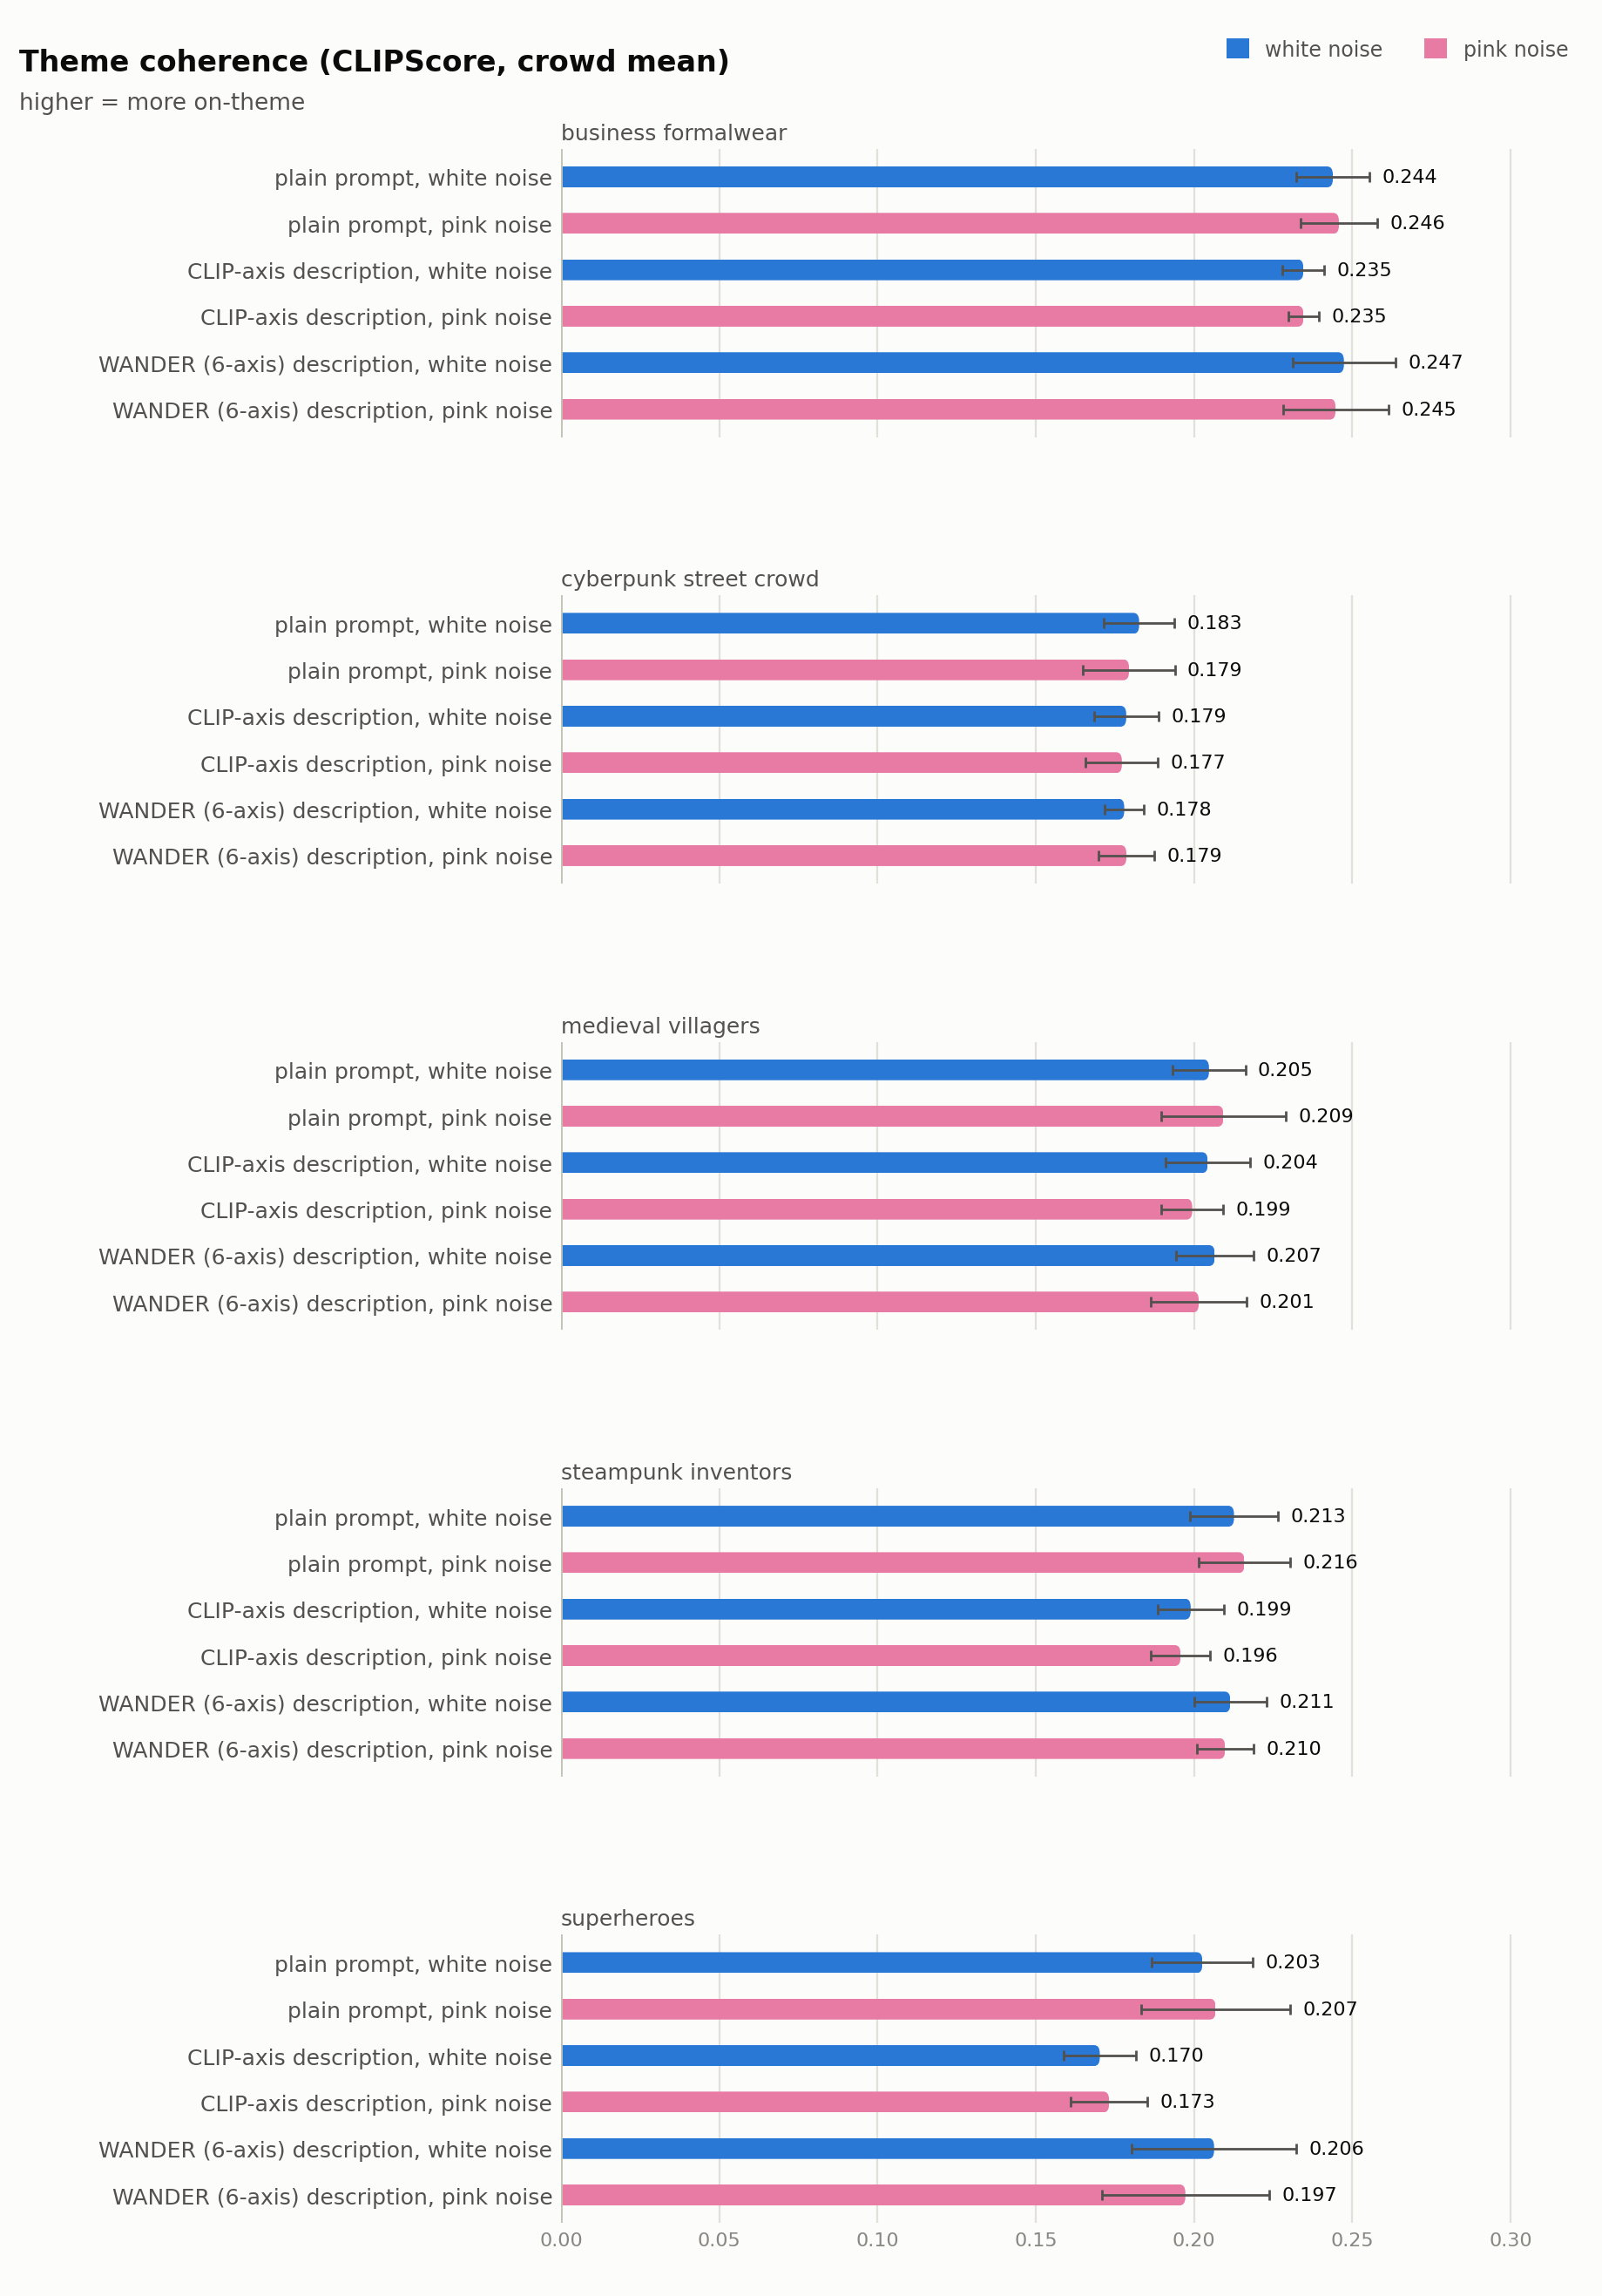 Theme coherence (CLIPScore, crowd mean)
white noise
pink noise
higher = more on-theme
business formalwear
plain prompt, white noise 0.244
plain prompt, pink noise 0.246
CLIP-axis description, white noise 0.235
CLIP-axis description, pink noise 0.235
WANDER (6-axis) description, white noise 0.247
WANDER (6-axis) description, pink noise 0.245
cyberpunk street crowd
plain prompt, white noise 0.183
plain prompt, pink noise 0.179
CLIP-axis description, white noise 0.179
CLIP-axis description, pink noise 0.177
WANDER (6-axis) description, white noise 0.178
WANDER (6-axis) description, pink noise 0.179
medieval villagers
plain prompt, white noise 0.205
plain prompt, pink noise 0.209
CLIP-axis description, white noise 0.204
CLIP-axis description, pink noise 0.199
WANDER (6-axis) description, white noise 0.207
WANDER (6-axis) description, pink noise 0.201
steampunk inventors
plain prompt, white noise 0.213
plain prompt, pink noise 0.216
CLIP-axis description, white noise 0.199
CLIP-axis description, pink noise 0.196
WANDER (6-axis) description, white noise 0.211
WANDER (6-axis) description, pink noise 0.210
superheroes
plain prompt, white noise 0.203
plain prompt, pink noise 0.207
CLIP-axis description, white noise 0.170
CLIP-axis description, pink noise 0.173
WANDER (6-axis) description, white noise 0.206
WANDER (6-axis) description, pink noise 0.197
0.00 0.05 0.10 0.15 0.20 0.25 0.30